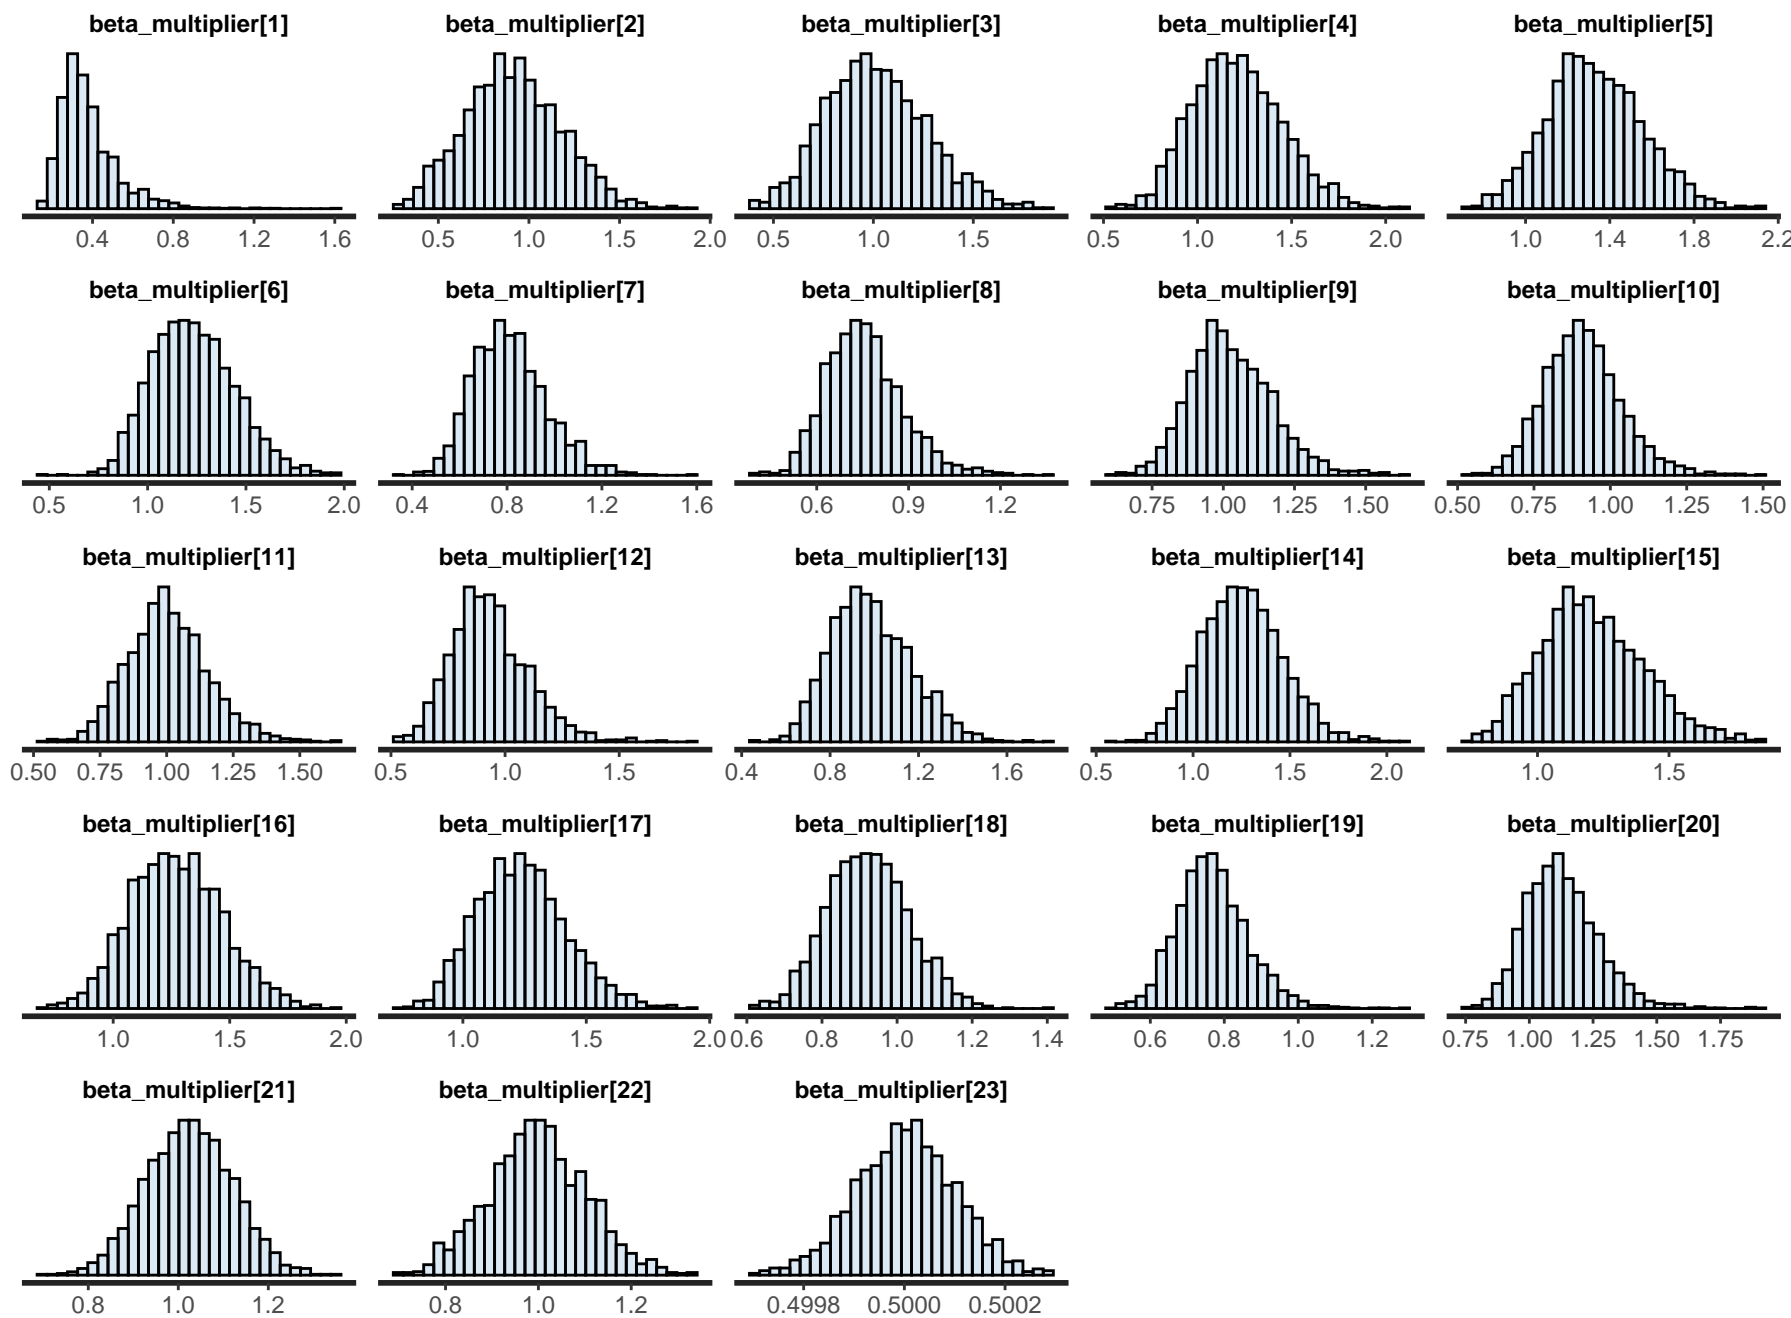 beta_multiplier[1] beta_multiplier[2] beta_multiplier[3] beta_multiplier[4] beta_multiplier[5]
0.4 0.8 1.2 1.6 0.5 1.0 1.5 2.0 0.5 1.0 1.5 0.5 1.0 1.5 2.0 1.0 1.4 1.8 2.2
beta_multiplier[6] beta_multiplier[7] beta_multiplier[8] beta_multiplier[9] beta_multiplier[10]
0.5 1.0 1.5 2.0 0.4 0.8 1.2 1.6 0.6 0.9 1.2 0.75 1.00 1.25 1.50 0.50 0.75 1.00 1.25 1.50
beta_multiplier[11] beta_multiplier[12] beta_multiplier[13] beta_multiplier[14] beta_multiplier[15]
0.50 0.75 1.00 1.25 1.50 0.5 1.0 1.5 0.4 0.8 1.2 1.6 0.5 1.0 1.5 2.0 1.0 1.5
beta_multiplier[16] beta_multiplier[17] beta_multiplier[18] beta_multiplier[19] beta_multiplier[20]
1.0 1.5 2.0 1.0 1.5 2.0 0.6 0.8 1.0 1.2 1.4 0.6 0.8 1.0 1.2 0.75 1.00 1.25 1.50 1.75
beta_multiplier[21] beta_multiplier[22] beta_multiplier[23]
0.8 1.0 1.2 0.8 1.0 1.2 0.4998 0.5000 0.5002